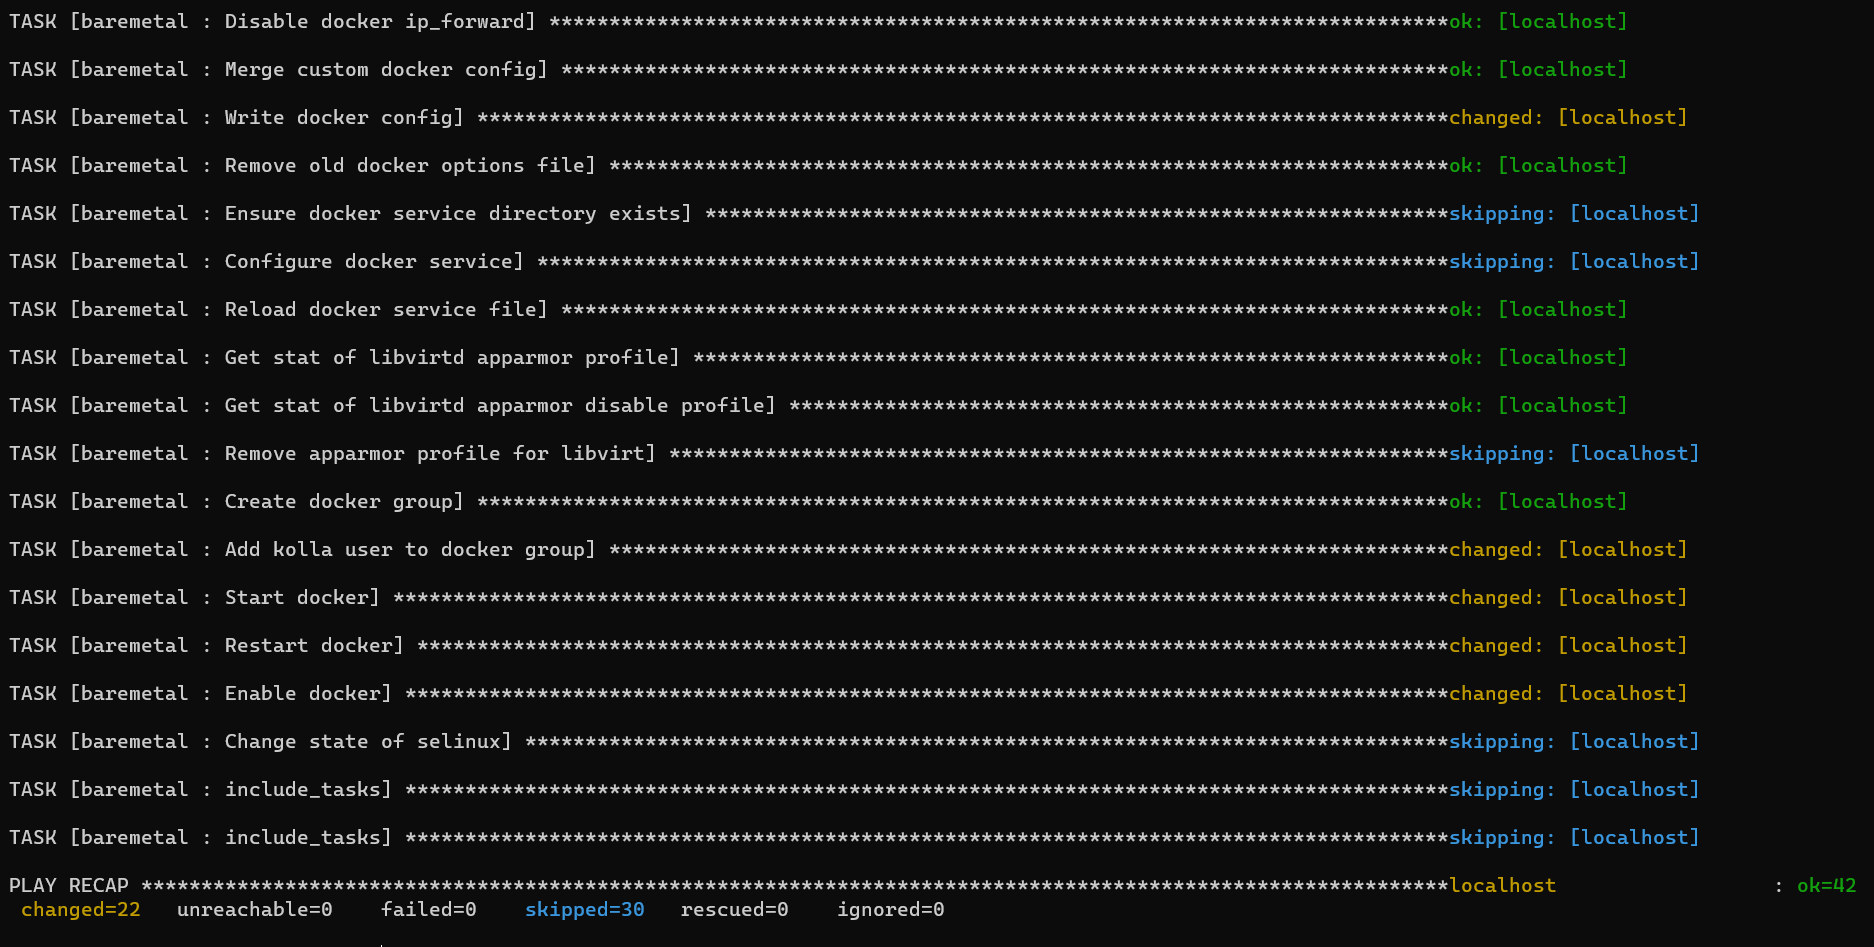 TASK [baremetal : Disable docker ip_forward] ***************************************************************************ok: [localhost]
TASK [baremetal : Merge custom docker config] **************************************************************************ok: [localhost]
TASK [baremetal : Write docker config] *********************************************************************************changed: [localhost]
TASK [baremetal : Remove old docker options file] **********************************************************************ok: [localhost]
TASK [baremetal : Ensure docker service directory exists] **************************************************************skipping: [localhost]
TASK [baremetal : Configure docker service] ****************************************************************************skipping: [localhost]
TASK [baremetal : Reload docker service file] **************************************************************************ok: [localhost]
TASK [baremetal : Get stat of libvirtd apparmor profile] ***************************************************************ok: [localhost]
TASK [baremetal : Get stat of libvirtd apparmor disable profile] *******************************************************ok: [localhost]
TASK [baremetal : Remove apparmor profile for libvirt] *****************************************************************skipping: [localhost]
TASK [baremetal : Create docker group] *********************************************************************************ok: [localhost]
TASK [baremetal : Add kolla user to docker group] **********************************************************************changed: [localhost]
TASK [baremetal : Start docker] ****************************************************************************************changed: [localhost]
TASK [baremetal : Restart docker] **************************************************************************************changed: [localhost]
TASK [baremetal : Enable docker] ***************************************************************************************changed: [localhost]
TASK [baremetal : Change state of selinux] *****************************************************************************skipping: [localhost]
TASK [baremetal : include_tasks] ***************************************************************************************skipping: [localhost]
TASK [baremetal : include_tasks] ***************************************************************************************skipping: [localhost]
PLAY RECAP *************************************************************************************************************localhost                  : ok=42
 changed=22   unreachable=0    failed=0    skipped=30   rescued=0    ignored=0